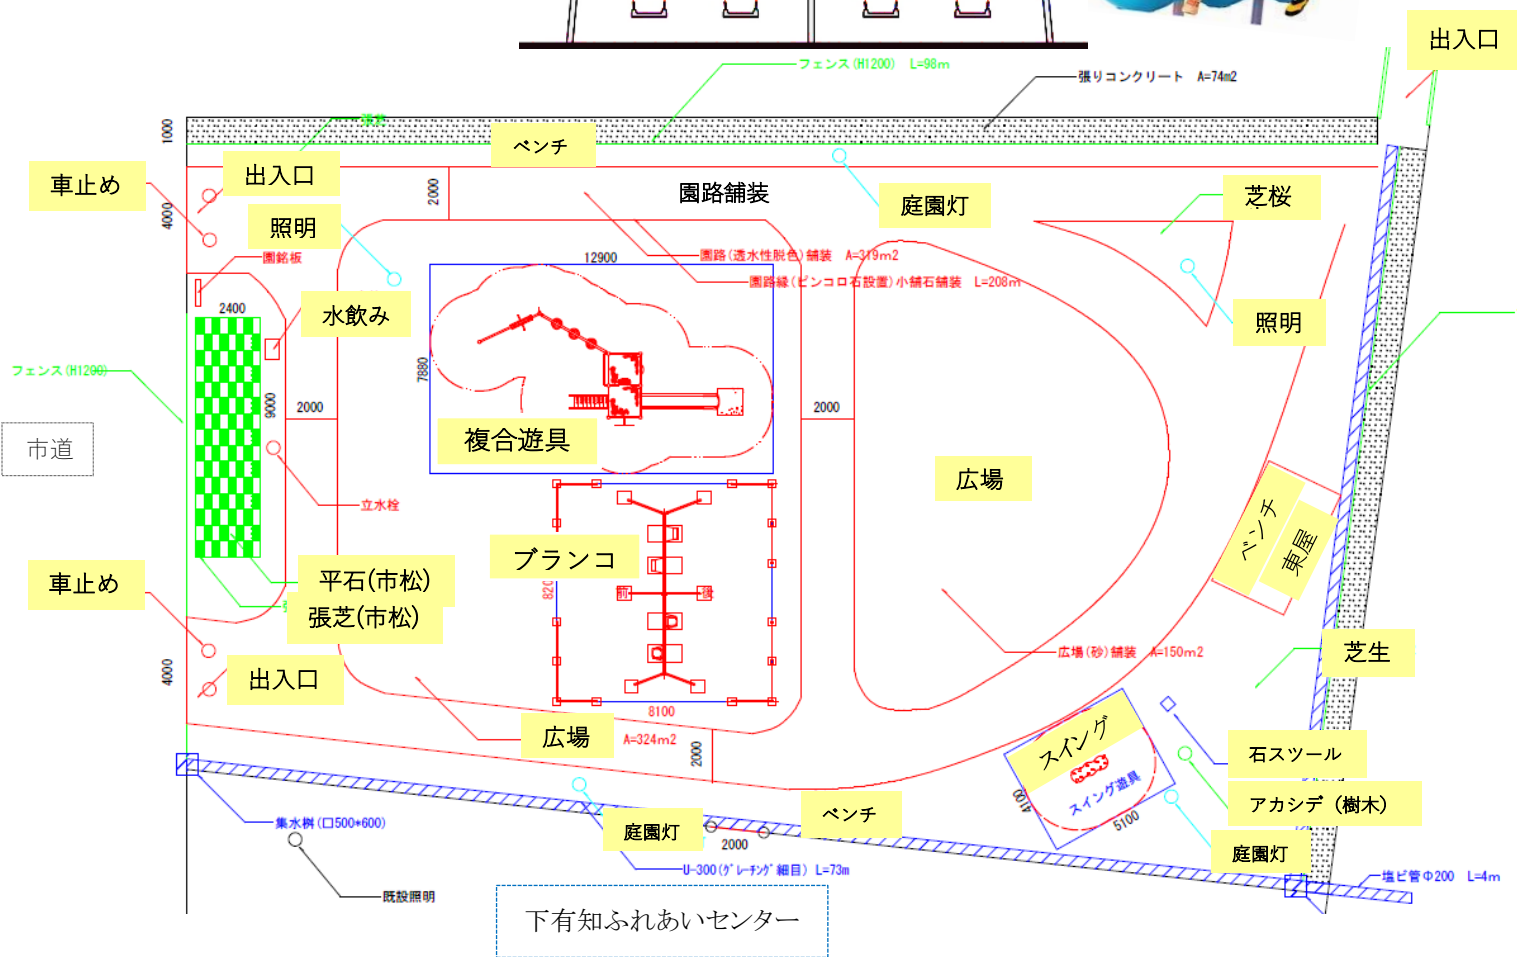 出入口
フェンス(H1200) L=98m
張りコンクリート A=74m2
1000
張芝
ベンチ
車止め
出入口
園路舗装
庭園灯
芝桜
4000
2000
照明
園銘板
園路(透水性脱色)舗装 A=319m2
12900
園路縁(ピンコロ石設置)小舗石舗装 L=208m
2400
水飲み
照明
フェンス(H1200)
7880
9000
2000
2000
市道
複合遊具
広場
ベンチ
東屋
立水栓
ブランコ
車止め
平石(市松)
張芝(市松)
820
前
後
広場(砂)舗装 A=150m2
芝生
4000
出入口
8100
広場
A=324m2
2000
スイング
スイング遊具
4100
5100
石スツール
アカシデ（樹木）
庭園灯
集水桝(口500*600)
庭園灯
ベンチ
2000
U-300(グレーチング細目) L=73m
塩ビ管Φ200 L=4m
既設照明
下有知ふれあいセンター